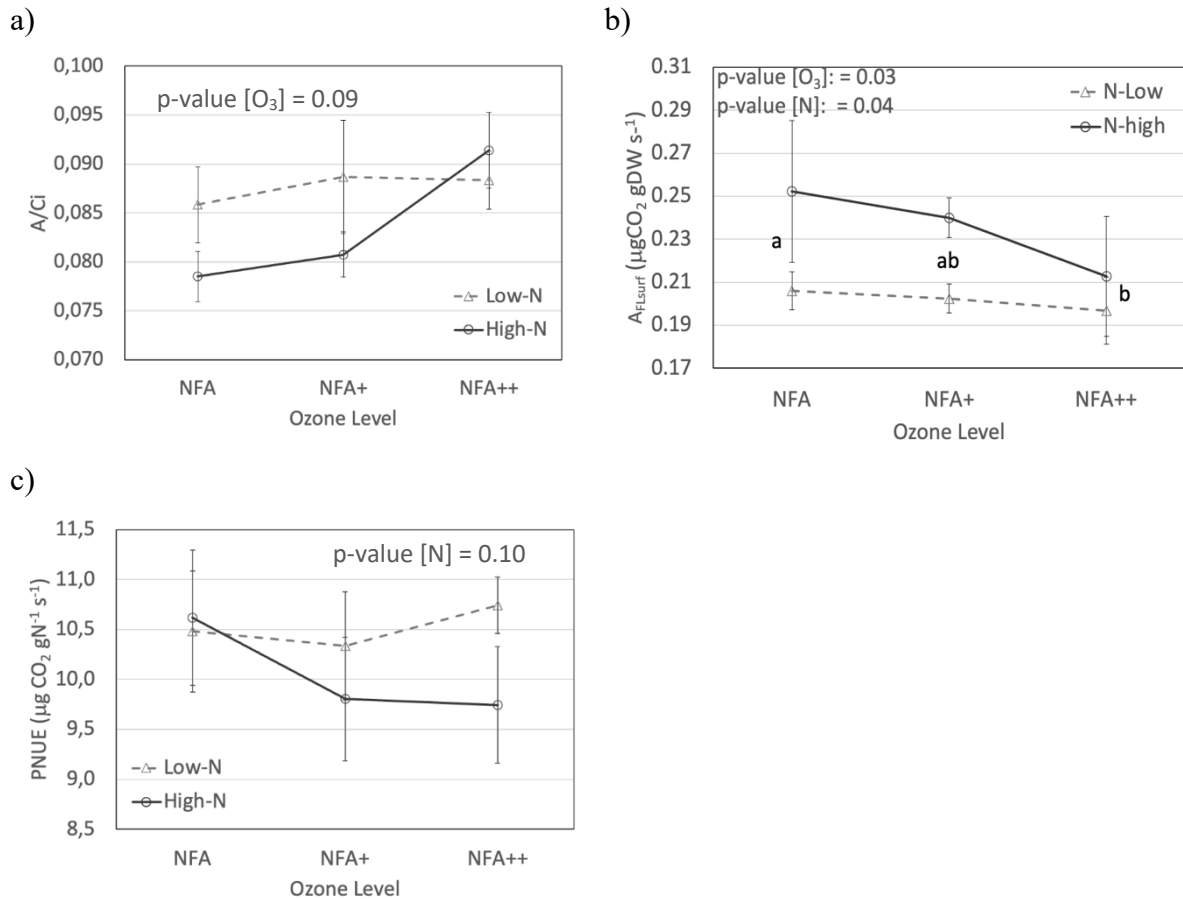 a)
0,100
0,095
0,090
0,085
0,080
0,075
0,070
A/Ci
p-value [O₃] = 0.09
Low-N
High-N
NFA NFA+ NFA++
Ozone Level
b)
0.31
0.29
0.27
0.25
0.23
0.21
0.19
0.17
A_FLsurf (µgCO₂ gDW s⁻¹)
p-value [O₃]: = 0.03
p-value [N]: = 0.04
N-Low
N-high
a
ab
b
NFA NFA+ NFA++
Ozone Level
c)
11,5
11,0
10,5
10,0
9,5
9,0
8,5
PNUE (µg CO₂ gN⁻¹ s⁻¹)
p-value [N] = 0.10
Low-N
High-N
NFA NFA+ NFA++
Ozone Level